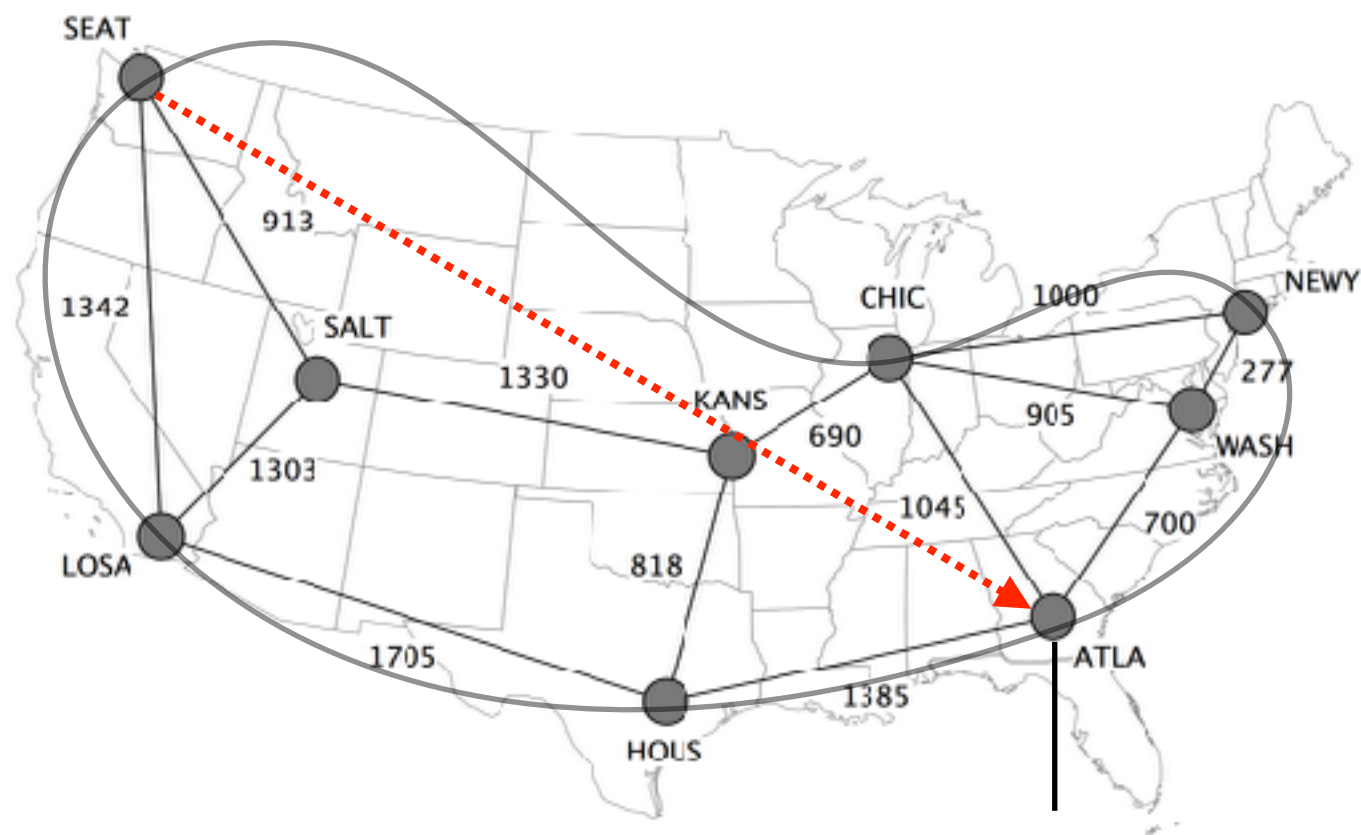 SEAT
913
1342
SALT
CHIC
1000
NEWY
1330
KANS
277
690
905
WASH
1303
1045
700
LOSA
818
1705
ATLA
1385
HOUS